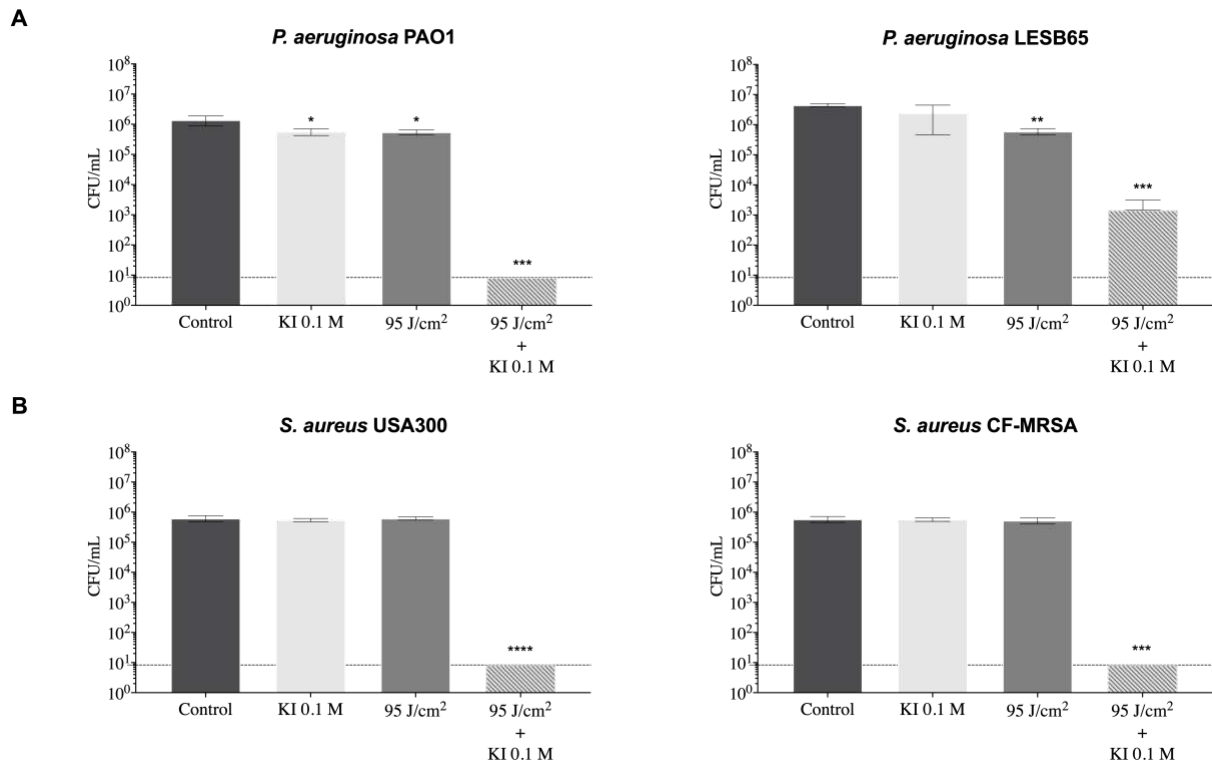 A
P. aeruginosa PAO1
CFU/mL
10⁸
10⁷
10⁶
10⁵
10⁴
10³
10²
10¹
10⁰
*
*
***
Control
KI 0.1 M
95 J/cm²
95 J/cm²
+
KI 0.1 M
P. aeruginosa LESB65
CFU/mL
10⁸
10⁷
10⁶
10⁵
10⁴
10³
10²
10¹
10⁰
**
***
Control
KI 0.1 M
95 J/cm²
95 J/cm²
+
KI 0.1 M
B
S. aureus USA300
CFU/mL
10⁸
10⁷
10⁶
10⁵
10⁴
10³
10²
10¹
10⁰
****
Control
KI 0.1 M
95 J/cm²
95 J/cm²
+
KI 0.1 M
S. aureus CF-MRSA
CFU/mL
10⁸
10⁷
10⁶
10⁵
10⁴
10³
10²
10¹
10⁰
***
Control
KI 0.1 M
95 J/cm²
95 J/cm²
+
KI 0.1 M